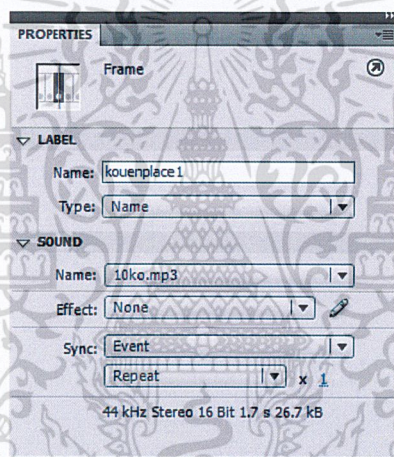 PROPERTIES
Frame
LABEL
Name: kouenplace1
Type: Name
SOUND
Name: 10ko.mp3
Effect: None
Sync: Event
Repeat x 1
44 kHz Stereo 16 Bit 1.7 s 26.7 kB